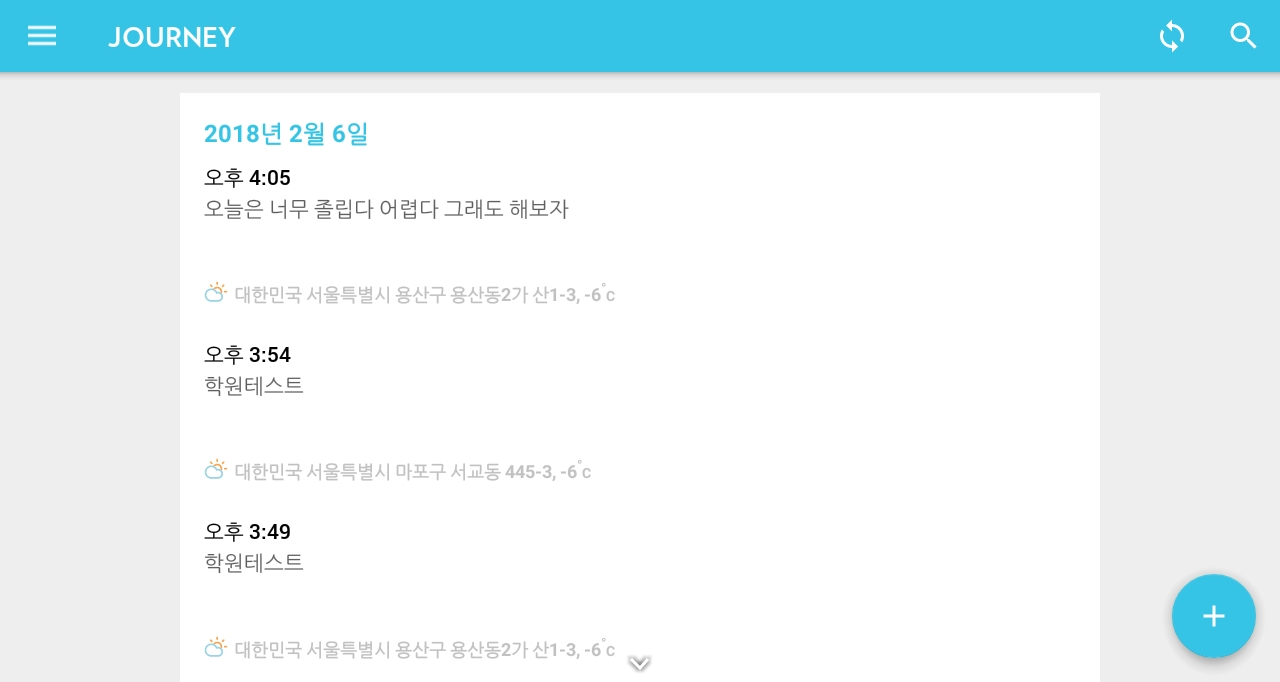 JOURNEY
2018년 2월 6일
오후 4:05
오늘은 너무 졸립다 어렵다 그래도 해보자
대한민국 서울특별시 용산구 용산동2가 산1-3, -6°c
오후 3:54
학원테스트
대한민국 서울특별시 마포구 서교동 445-3, -6°c
오후 3:49
학원테스트
대한민국 서울특별시 용산구 용산동2가 산1-3, -6°c